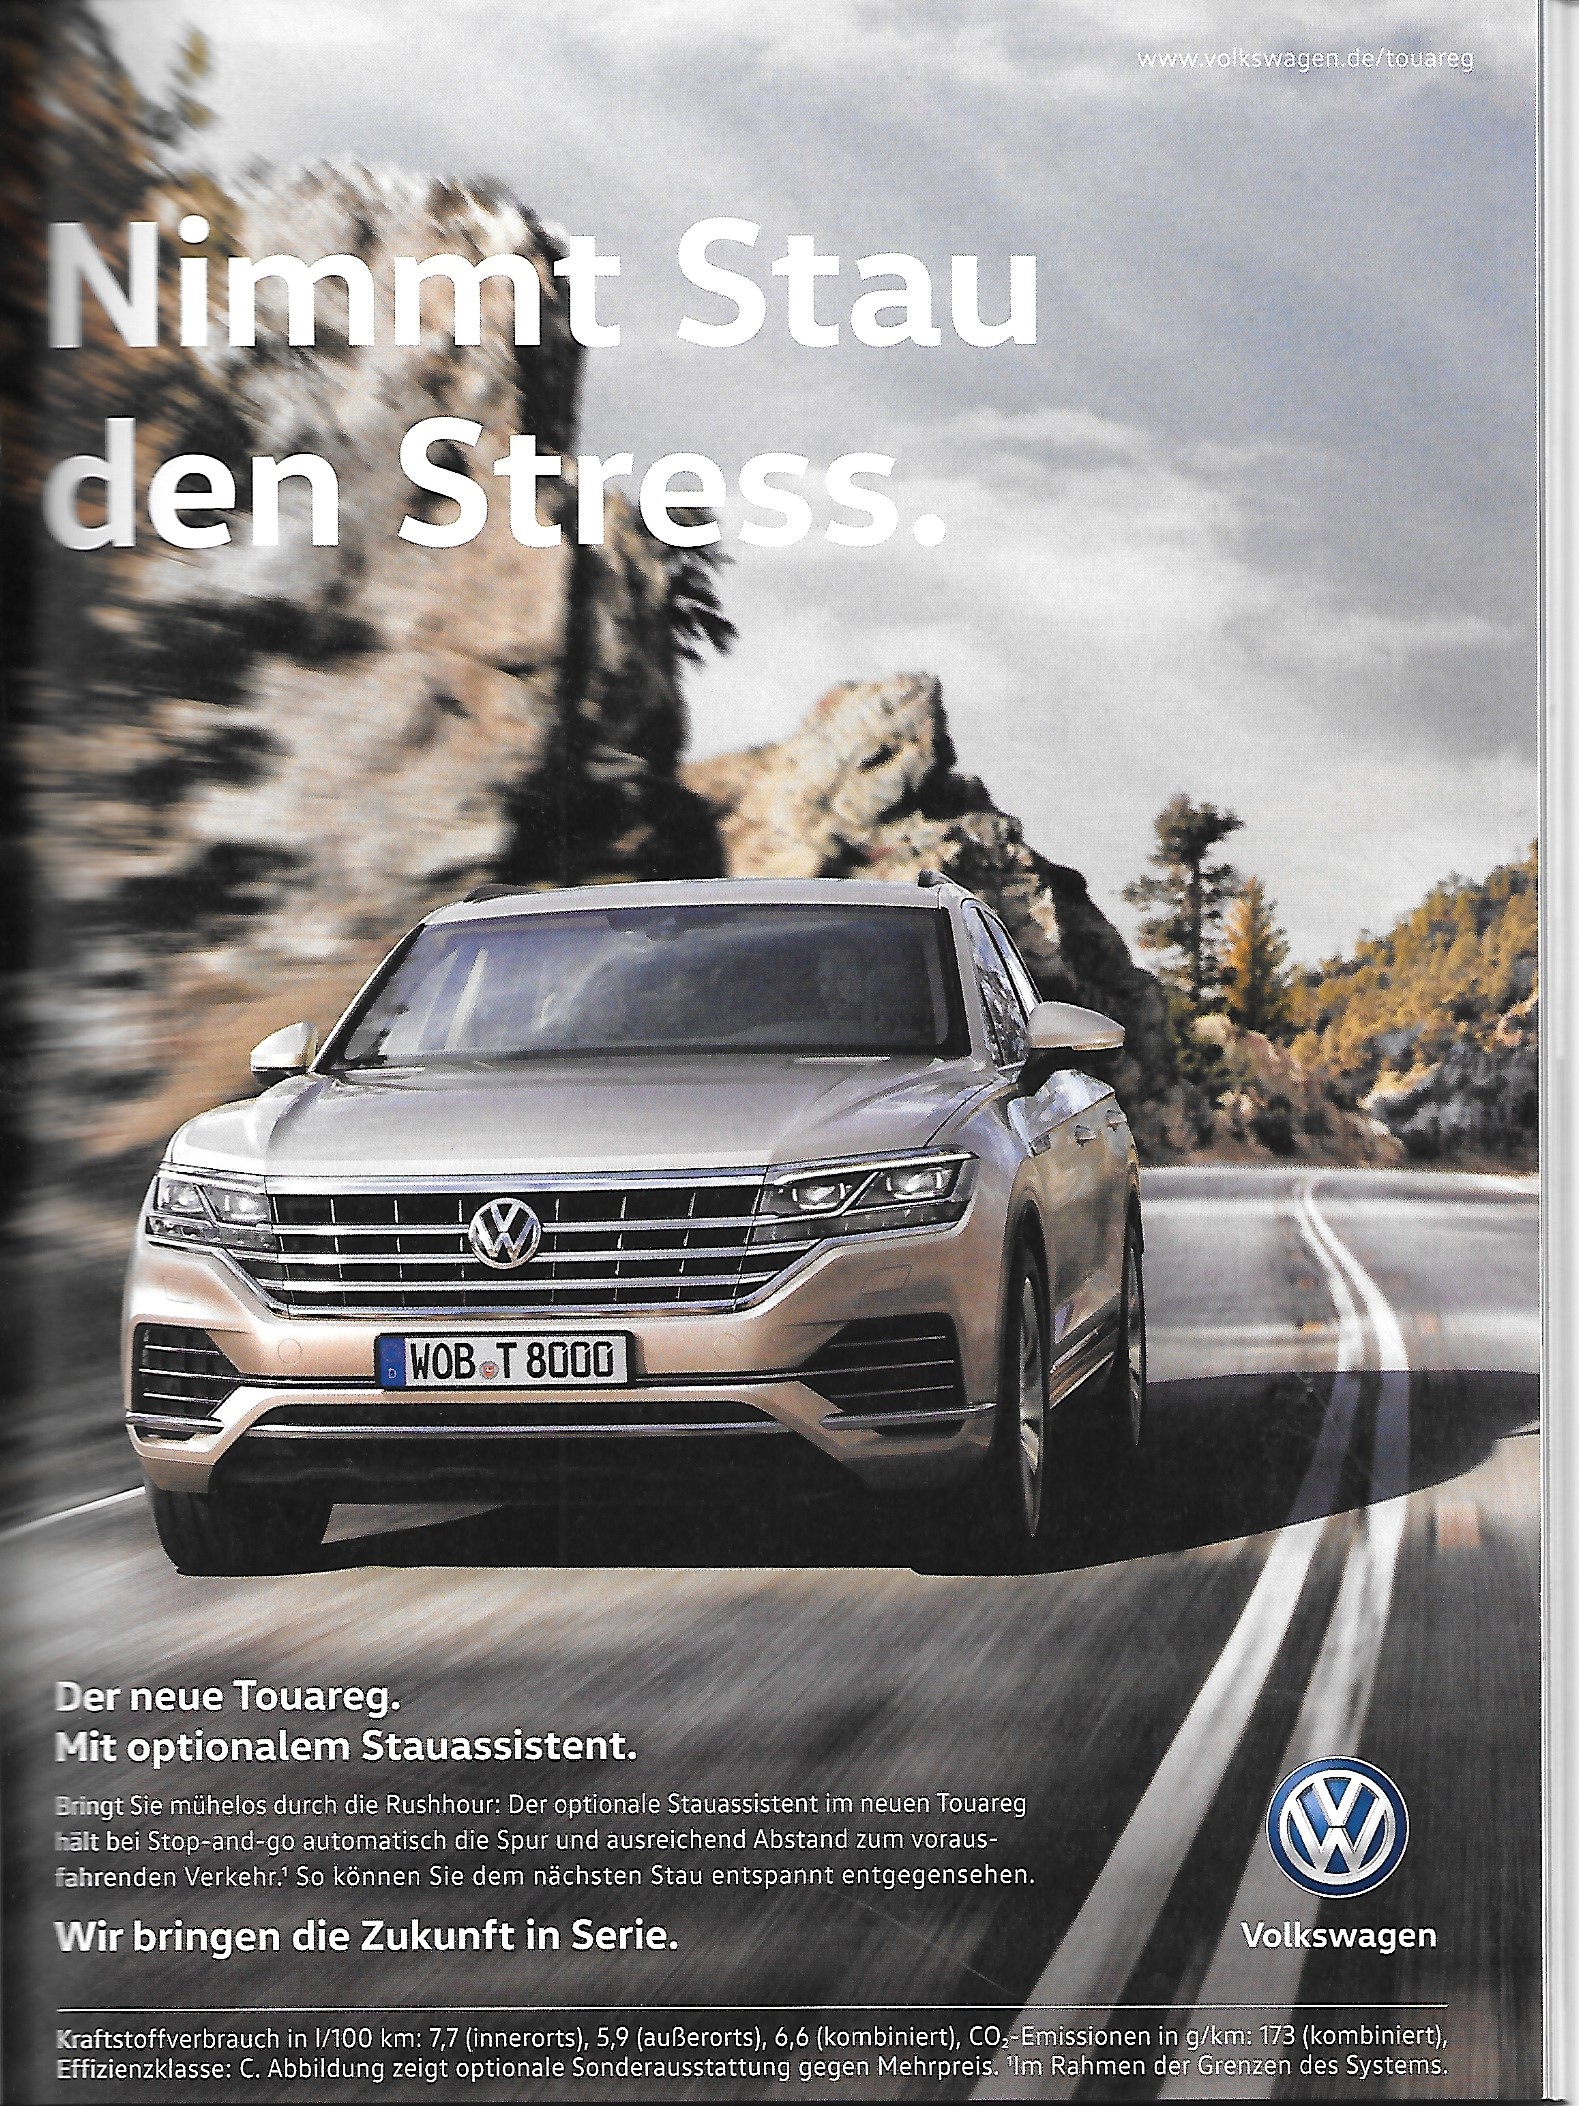 www.volkswagen.de/touareg
Nimmt Stau
den Stress.
WOB T 8000
D
Der neue Touareg.
Mit optionalem Stauassistent.
Bringt Sie mühelos durch die Rushhour: Der optionale Stauassistent im neuen Touareg
hält bei Stop-and-go automatisch die Spur und ausreichend Abstand zum voraus-
fahrenden Verkehr.¹ So können Sie dem nächsten Stau entspannt entgegensehen.
Wir bringen die Zukunft in Serie.
Volkswagen
Kraftstoffverbrauch in l/100 km: 7,7 (innerorts), 5,9 (außerorts), 6,6 (kombiniert), CO₂-Emissionen in g/km: 173 (kombiniert),
Effizienzklasse: C. Abbildung zeigt optionale Sonderausstattung gegen Mehrpreis. ¹Im Rahmen der Grenzen des Systems.